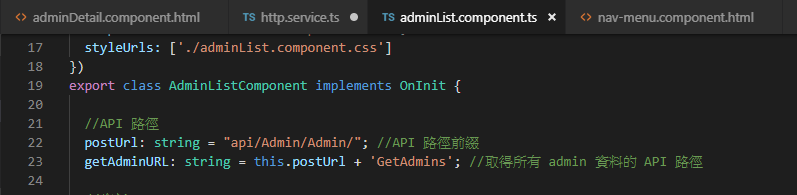 adminDetail.component.html TS http.service.ts TS adminList.component.ts nav-menu.component.html
17 styleUrls: ['./adminList.component.css']
18 })
19 export class AdminListComponent implements OnInit {
20
21 //API 路徑
22 postUrl: string = "api/Admin/Admin/"; //API 路徑前綴
23 getAdminURL: string = this.postUrl + 'GetAdmins'; //取得所有 admin 資料的 API 路徑
24